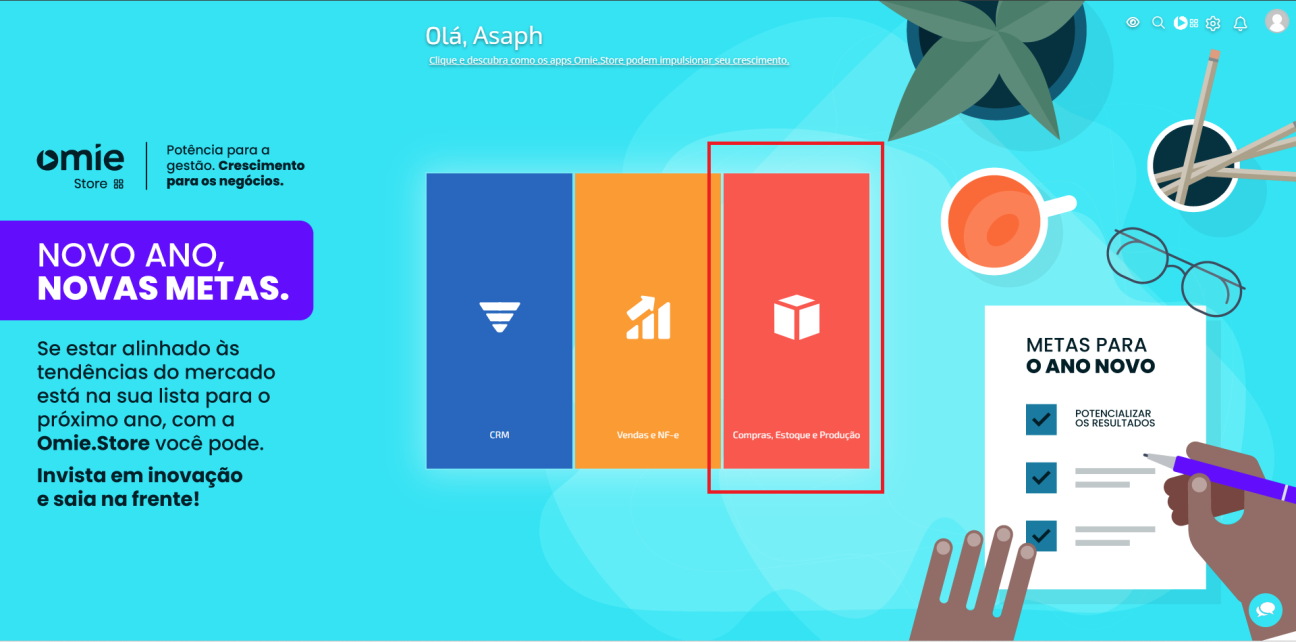 Olá, Asaph
Clique e descubra como os apps Omie.Store podem impulsionar seu crescimento.
omie
Store
Potência para a
gestão. Crescimento
para os negócios.
NOVO ANO,
NOVAS METAS.
Se estar alinhado às
tendências do mercado
está na sua lista para o
próximo ano, com a
Omie.Store você pode.
Invista em inovação
e saia na frente!
CRM
Vendas e NF-e
Compras, Estoque e Produção
METAS PARA
O ANO NOVO
POTENCIALIZAR
OS RESULTADOS